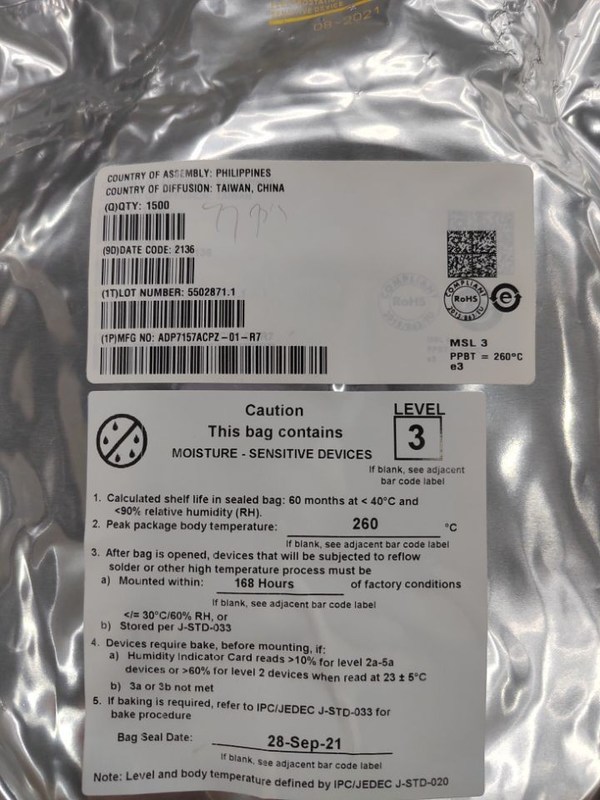 08-2021
COUNTRY OF ASSEMBLY: PHILIPPINES
COUNTRY OF DIFFUSION: TAIWAN, CHINA
(Q)QTY: 1500
(9D)DATE CODE: 2136
(1T)LOT NUMBER: 5502871.1
(1P)MFG NO: ADP7157ACPZ-01-R7
COMPLIANT
RoHS
e
MSL 3
PPBT = 260°C
e3
Caution
This bag contains
MOISTURE - SENSITIVE DEVICES
LEVEL
3
If blank, see adjacent
bar code label
1. Calculated shelf life in sealed bag: 60 months at < 40°C and
<90% relative humidity (RH).
2. Peak package body temperature: 260 °C
If blank, see adjacent bar code label
3. After bag is opened, devices that will be subjected to reflow
solder or other high temperature process must be
a) Mounted within: 168 Hours of factory conditions
If blank, see adjacent bar code label
</= 30°C/60% RH, or
b) Stored per J-STD-033
4. Devices require bake, before mounting, if:
a) Humidity Indicator Card reads >10% for level 2a-5a
devices or >60% for level 2 devices when read at 23 ± 5°C
b) 3a or 3b not met
5. If baking is required, refer to IPC/JEDEC J-STD-033 for
bake procedure
Bag Seal Date: 28-Sep-21
If blank, see adjacent bar code label
Note: Level and body temperature defined by IPC/JEDEC J-STD-020